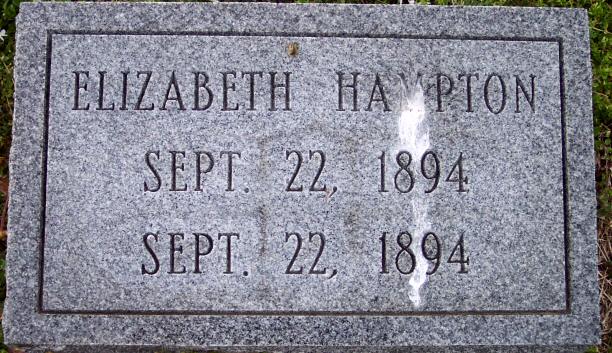 ELIZABETH HAMPTON
SEPT. 22, 1894
SEPT. 22, 1894